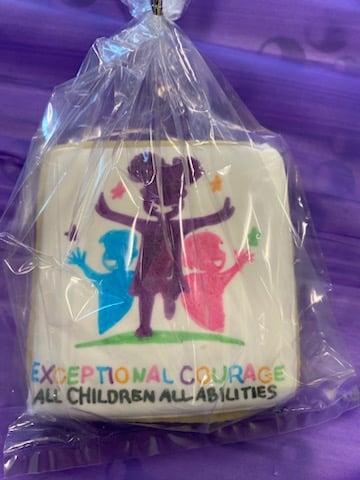 EXCEPTIONAL COURAGE
ALL CHILDREN ALL ABILITIES